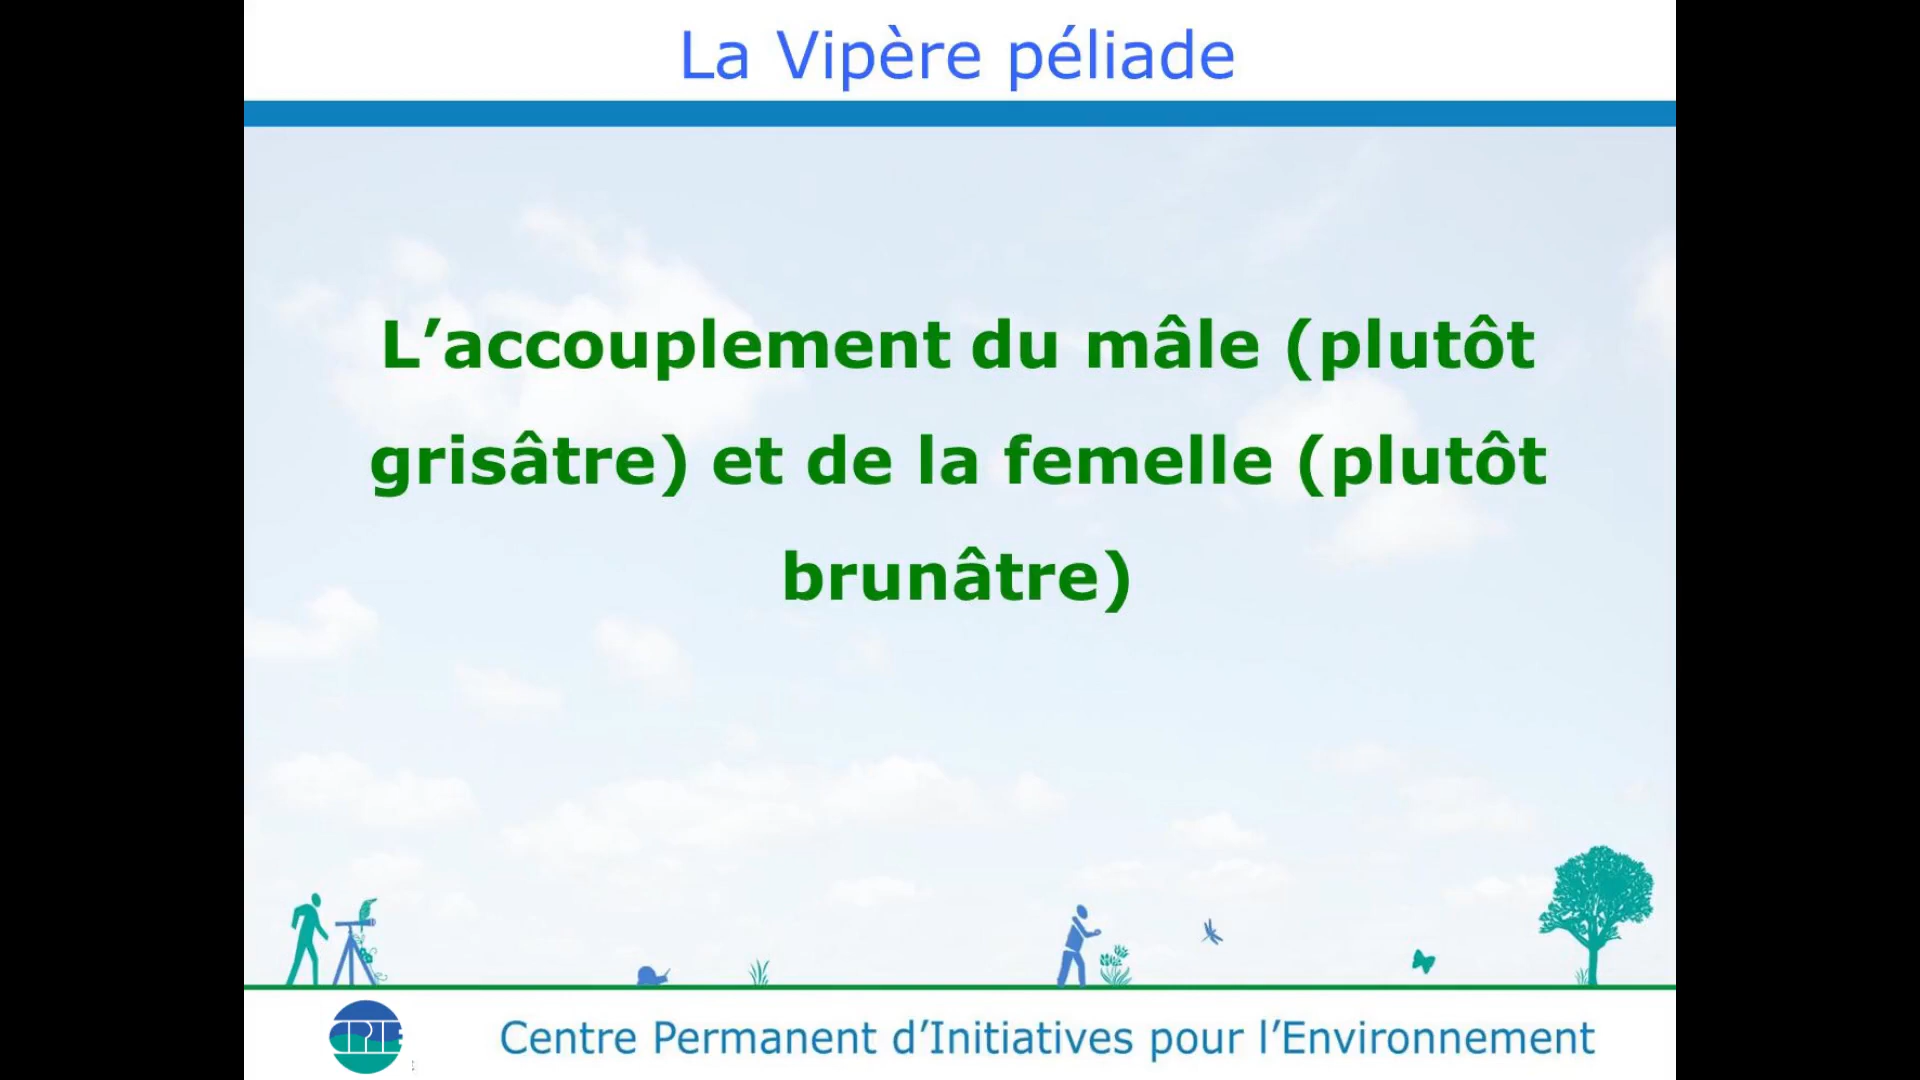 La Vipère péliade
L’accouplement du mâle (plutôt
grisâtre) et de la femelle (plutôt
brunâtre)
CPIE
Centre Permanent d’Initiatives pour l’Environnement